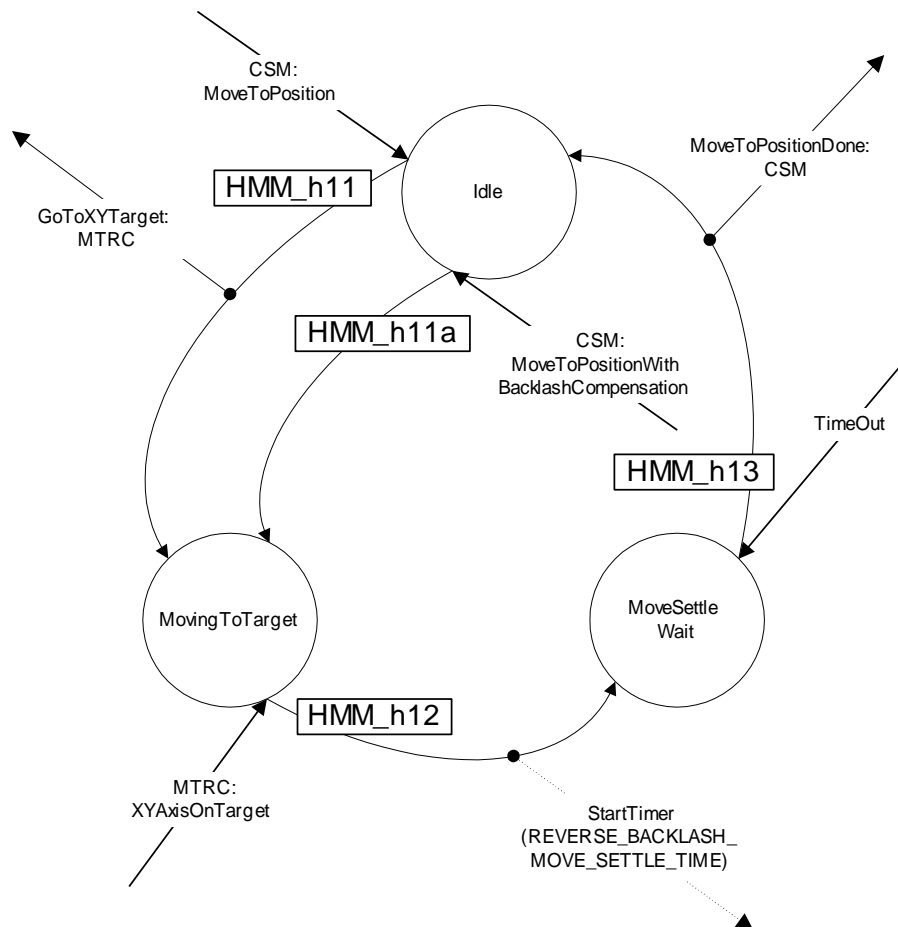 CSM:
MoveToPosition
MoveToPositionDone:
CSM
HMM_h11
Idle
GoToXYTarget:
MTRC
HMM_h11a
CSM:
MoveToPositionWith
BacklashCompensation
TimeOut
HMM_h13
MovingToTarget
MoveSettle
Wait
HMM_h12
MTRC:
XYAxisOnTarget
StartTimer
(REVERSE_BACKLASH_
MOVE_SETTLE_TIME)